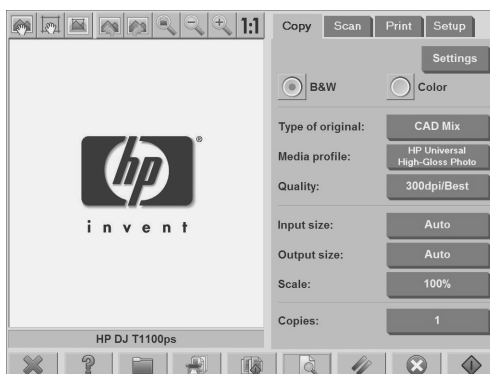 1:1
Copy Scan Print Setup
Settings
B&W Color
Type of original: CAD Mix
Media profile: HP Universal
High-Gloss Photo
Quality: 300dpi/Best
Input size: Auto
Output size: Auto
Scale: 100%
Copies: 1
hp ®
invent
HP DJ T1100ps
?